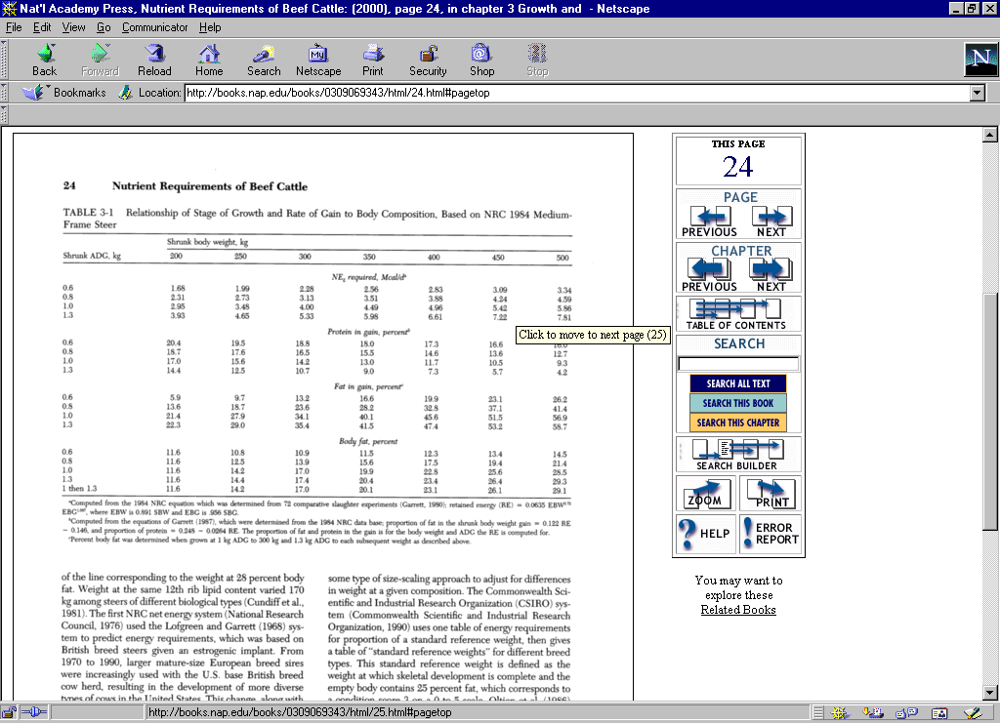 Nat'l Academy Press, Nutrient Requirements of Beef Cattle: (2000), page 24, in chapter 3 Growth and - Netscape
File Edit View Go Communicator Help
Back Forward Reload Home Search Netscape Print Security Shop Stop
Bookmarks Location: http://books.nap.edu/books/0309069343/html/24.html#pagetop
24 Nutrient Requirements of Beef Cattle
TABLE 3-1 Relationship of Stage of Growth and Rate of Gain to Body Composition, Based on NRC 1984 Medium-
Frame Steer
Shrunk body weight, kg
Shrunk ADG, kg 200 250 300 350 400 450 500
NEg required, Mcal/dᵃ
0.6 1.68 1.99 2.28 2.56 2.83 3.09 3.34
0.8 2.31 2.73 3.13 3.51 3.88 4.24 4.59
1.0 2.95 3.48 4.00 4.49 4.96 5.42 5.86
1.3 3.93 4.65 5.33 5.98 6.61 7.22 7.81
Protein in gain, percentᵇ
0.6 20.4 19.5 18.8 18.0 17.3 16.6
0.8 18.7 17.6 16.5 15.5 14.6 13.6 12.7
1.0 17.0 15.6 14.2 13.0 11.7 10.5 9.3
1.3 14.4 12.5 10.7 9.0 7.3 5.7 4.2
Fat in gain, percentᶜ
0.6 5.9 9.7 13.2 16.6 19.9 23.1 26.2
0.8 13.6 18.7 23.6 28.2 32.8 37.1 41.4
1.0 21.4 27.9 34.1 40.1 45.6 51.5 56.9
1.3 22.3 29.0 35.4 41.5 47.4 53.2 58.7
Body fat, percent
0.6 11.6 10.8 10.9 11.5 12.3 13.4 14.5
0.8 11.6 12.5 13.9 15.6 17.5 19.4 21.4
1.0 11.6 14.2 17.0 19.9 22.8 25.6 28.5
1.3 11.6 14.4 17.4 20.4 23.4 26.4 29.3
1 then 1.3 11.6 14.2 17.0 20.1 23.1 26.1 29.1
ᵃComputed from the 1984 NRC equation which was determined from 72 comparative slaughter experiments (Garrett, 1980); retained energy (RE) = 0.0635 EBW
EBG, where EBW is 0.891 SBW and EBG is .956 SBG.
ᵇComputed from the equations of Garrett (1987), which were determined from the 1984 NRC data base; proportion of fat in the shrunk body weight gain = 0.122 RE
− 0.146, and proportion of protein = 0.248 − 0.0264 RE. The proportion of fat and protein in the gain is for the body weight and ADG the RE is computed for.
ᶜPercent body fat was determined when grown at 1 kg ADG to 300 kg and 1.3 kg ADG to each subsequent weight as described above.
of the line corresponding to the weight at 28 percent body
fat. Weight at the same 12th rib lipid content varied 170
kg among steers of different biological types (Cundiff et al.,
1981). The first NRC net energy system (National Research
Council, 1976) used the Lofgreen and Garrett (1968) sys-
tem to predict energy requirements, which was based on
British breed steers given an estrogenic implant. From
1970 to 1990, larger mature-size European breed sires
were increasingly used with the U.S. base British breed
cow herd, resulting in the development of more diverse
types of cows in the United States. This change, along with
some type of size-scaling approach to adjust for differences
in weight at a given composition. The Commonwealth Sci-
entific and Industrial Research Organization (CSIRO) sys-
tem (Commonwealth Scientific and Industrial Research
Organization, 1990) uses one table of energy requirements
for proportion of a standard reference weight, then gives
a table of "standard reference weights" for different breed
types. This standard reference weight is defined as the
weight at which skeletal development is complete and the
empty body contains 25 percent fat, which corresponds to
a condition score 3 on a 0 to 5 scale. Oltjen et al. (1986)
Click to move to next page (25)
THIS PAGE
24
PAGE
PREVIOUS NEXT
CHAPTER
PREVIOUS NEXT
TABLE OF CONTENTS
SEARCH
SEARCH ALL TEXT
SEARCH THIS BOOK
SEARCH THIS CHAPTER
SEARCH BUILDER
ZOOM PRINT
? HELP ! ERROR
REPORT
You may want to
explore these
Related Books
http://books.nap.edu/books/0309069343/html/25.html#pagetop